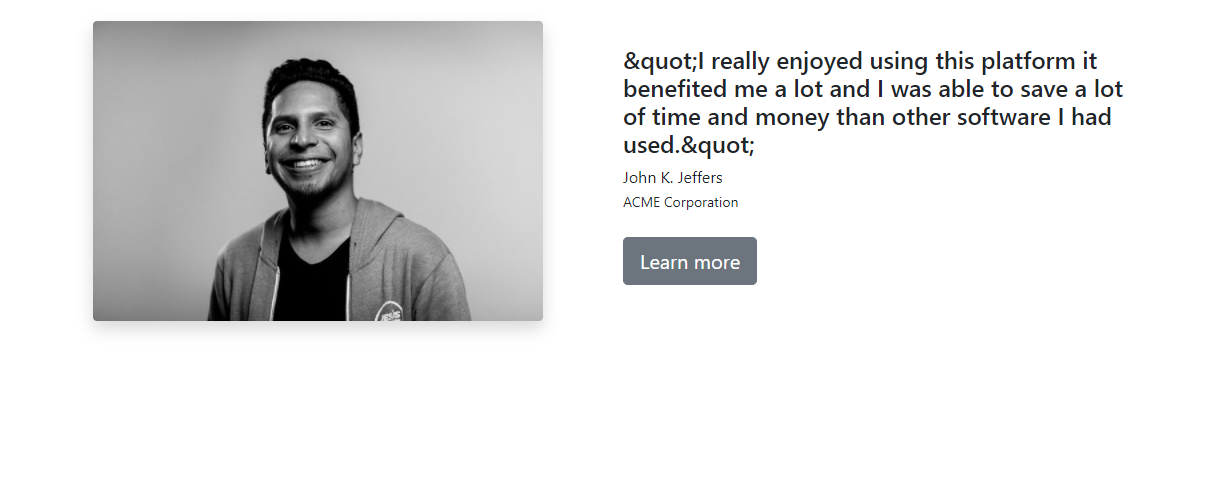 &quot;I really enjoyed using this platform it
benefited me a lot and I was able to save a lot
of time and money than other software I had
used.&quot;
John K. Jeffers
ACME Corporation
Learn more